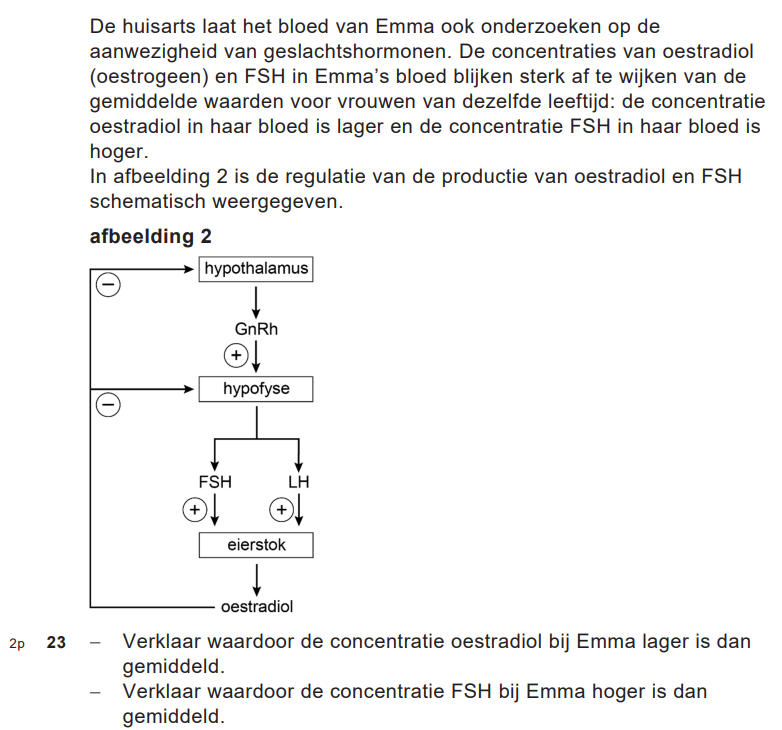 De huisarts laat het bloed van Emma ook onderzoeken op de
aanwezigheid van geslachtshormonen. De concentraties van oestradiol
(oestrogeen) en FSH in Emma's bloed blijken sterk af te wijken van de
gemiddelde waarden voor vrouwen van dezelfde leeftijd: de concentratie
oestradiol in haar bloed is lager en de concentratie FSH in haar bloed is
hoger.
In afbeelding 2 is de regulatie van de productie van oestradiol en FSH
schematisch weergegeven.
afbeelding 2
hypothalamus
−
GnRh
+
hypofyse
−
FSH LH
+ +
eierstok
oestradiol
2p 23 – Verklaar waardoor de concentratie oestradiol bij Emma lager is dan
gemiddeld.
– Verklaar waardoor de concentratie FSH bij Emma hoger is dan
gemiddeld.